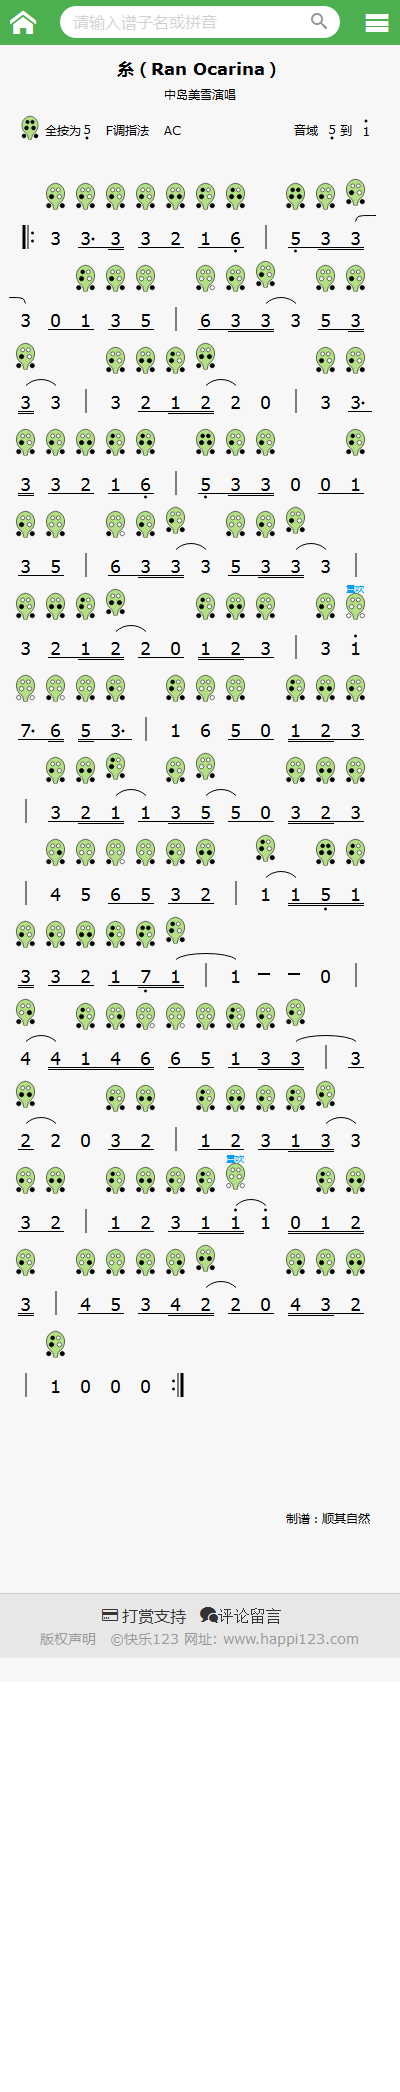 请输入谱子名或拼音
糸（Ran Ocarina）
中岛美雪演唱
全按为5 F调指法 AC 音域 5 到 1
3 3· 3 3 2 1 6 | 5 3 3
3 0 1 3 5 | 6 3 3 3 5 3
3 3 | 3 2 1 2 2 0 | 3 3·
3 3 2 1 6 | 5 3 3 0 0 1
3 5 | 6 3 3 3 5 3 3 3 |
重吹
3 2 1 2 2 0 1 2 3 | 3 1
7· 6 5 3· | 1 6 5 0 1 2 3
| 3 2 1 1 3 5 5 0 3 2 3
| 4 5 6 5 3 2 | 1 1 5 1
3 3 2 1 7 1 | 1 – – 0 |
4 4 1 4 6 6 5 1 3 3 | 3
2 2 0 3 2 | 1 2 3 1 3 3
重吹
3 2 | 1 2 3 1 1 1 0 1 2
3 | 4 5 3 4 2 2 0 4 3 2
| 1 0 0 0 :|
制谱：顺其自然
打赏支持 评论留言
版权声明 ©快乐123 网址: www.happi123.com